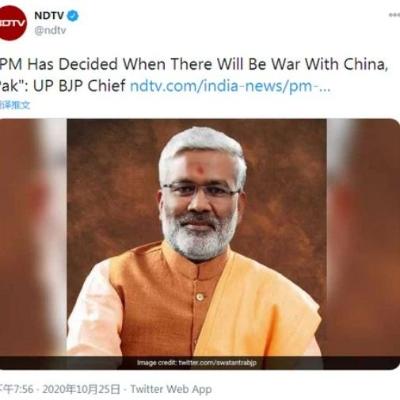 NDTV
NDTV
@ndtv
PM Has Decided When There Will Be War With China,
Pak": UP BJP Chief ndtv.com/india-news/pm-...
译推文
Image credit: twitter.com/swatantrabjp
午7:56 · 2020年10月25日 · Twitter Web App